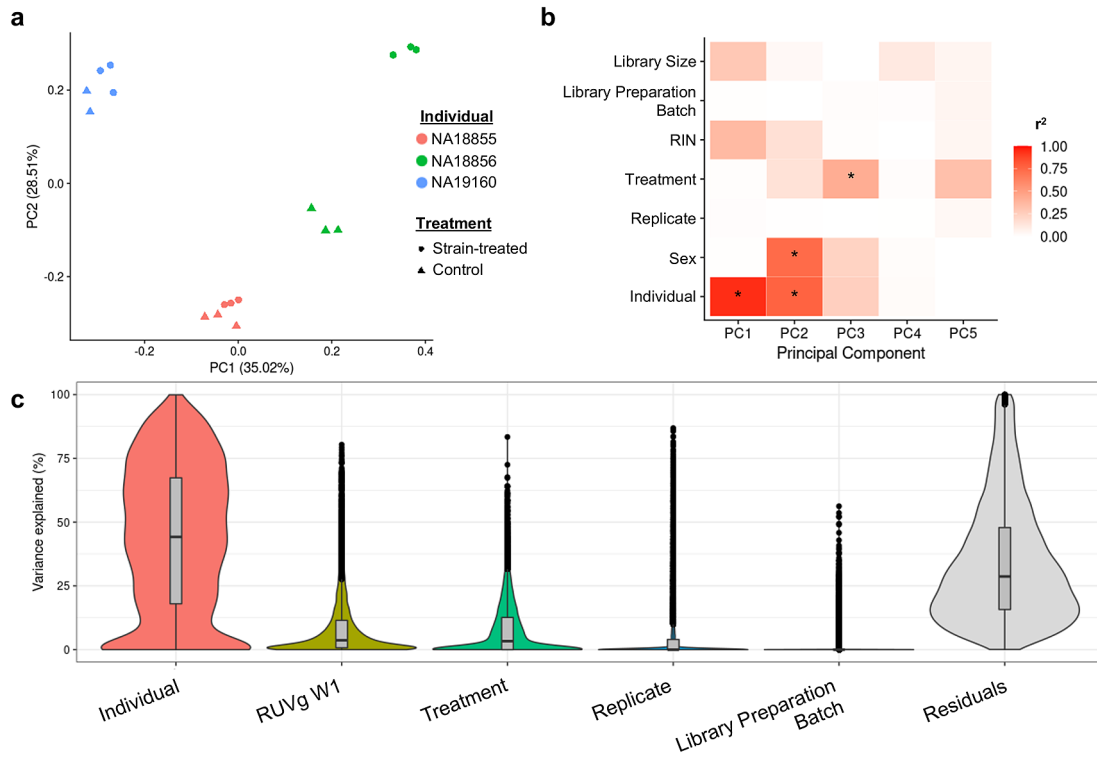 a
PC2 (28.51%)
0.2
0.0
-0.2
-0.2
0.0
0.2
0.4
PC1 (35.02%)
Individual
NA18855
NA18856
NA19160
Treatment
Strain-treated
Control
b
Library Size
Library Preparation
Batch
RIN
Treatment
Replicate
Sex
Individual
*
*
*
*
PC1
PC2
PC3
PC4
PC5
Principal Component
r²
1.00
0.75
0.50
0.25
0.00
c
Variance explained (%)
100
75
50
25
0
Individual
RUVg W1
Treatment
Replicate
Library Preparation
Batch
Residuals